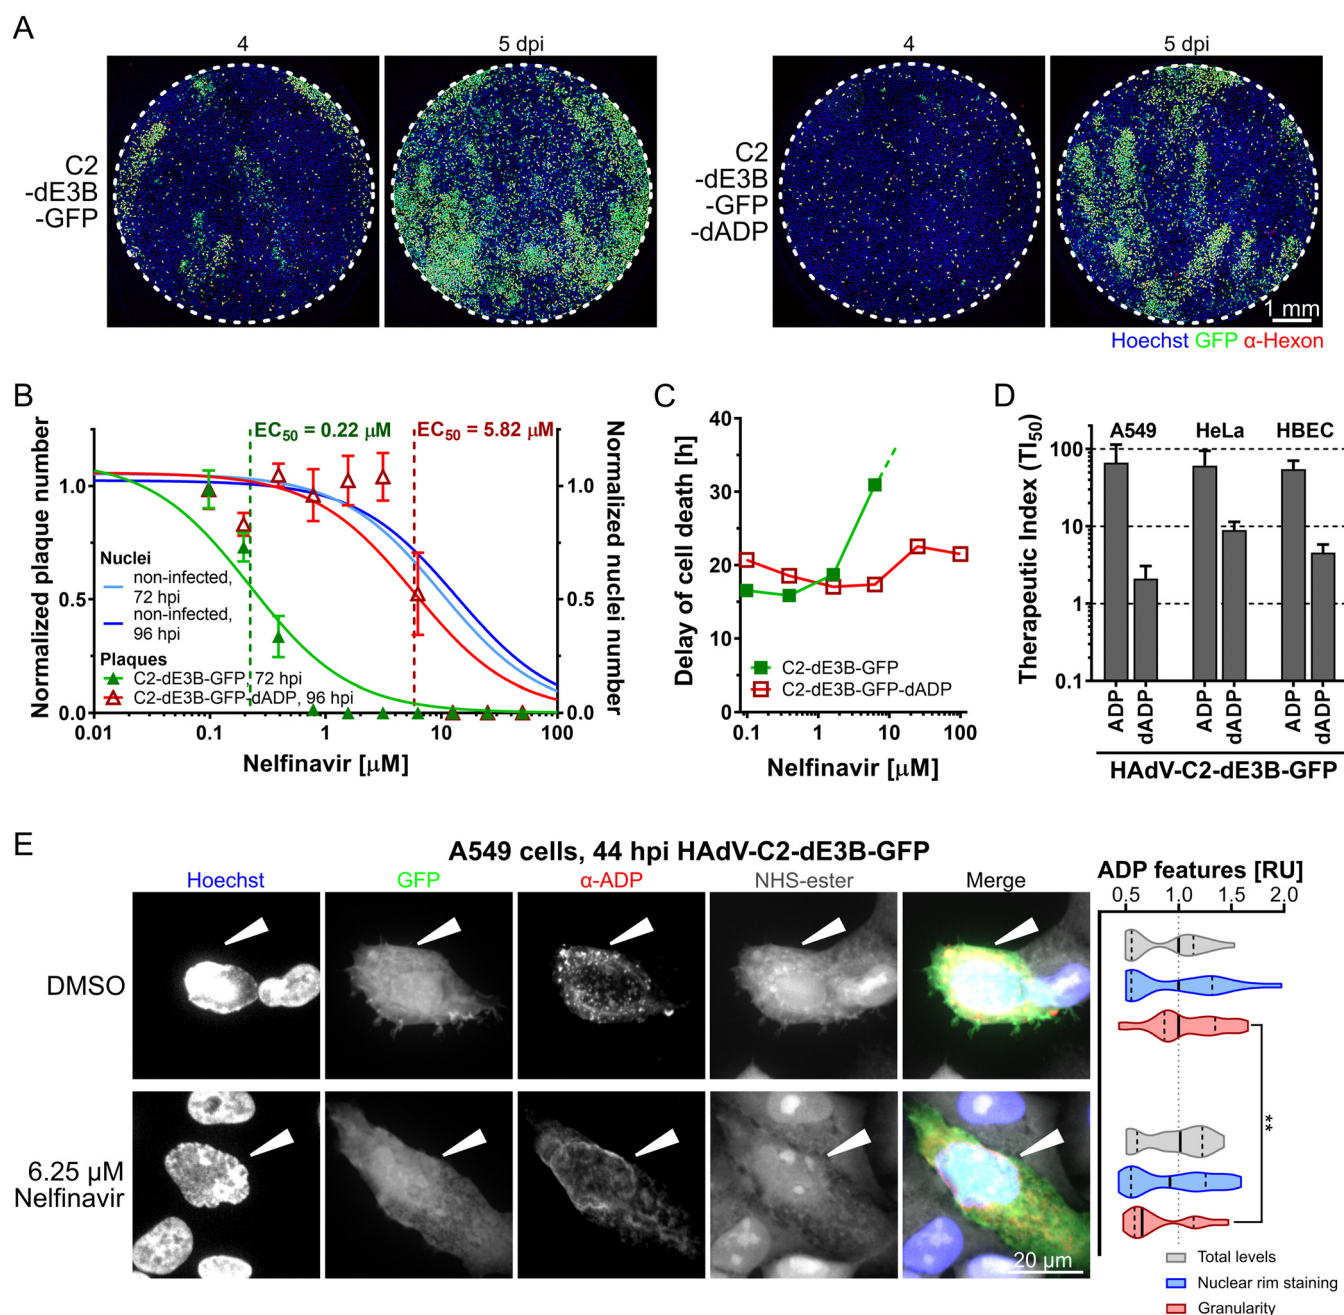 A
4
5 dpi
4
5 dpi
C2
-dE3B
-GFP
C2
-dE3B
-GFP
-dADP
1 mm
Hoechst GFP α-Hexon
B
Normalized plaque number
1.0
0.5
0.0
EC50 = 0.22 μM
EC50 = 5.82 μM
Nuclei
non-infected,
72 hpi
non-infected,
96 hpi
Plaques
C2-dE3B-GFP, 72 hpi
C2-dE3B-GFP-dADP, 96 hpi
1.0
0.5
0.0
Normalized nuclei number
0.01 0.1 1 10 100
Nelfinavir [μM]
C
Delay of cell death [h]
40
30
20
10
0
C2-dE3B-GFP
C2-dE3B-GFP-dADP
0.1 1 10 100
Nelfinavir [μM]
D
Therapeutic Index (TI50)
100
10
1
0.1
A549 HeLa HBEC
ADP
dADP
ADP
dADP
ADP
dADP
HAdV-C2-dE3B-GFP
E
A549 cells, 44 hpi HAdV-C2-dE3B-GFP
Hoechst GFP α-ADP NHS-ester Merge
DMSO
6.25 μM
Nelfinavir
20 μm
ADP features [RU]
0.5 1.0 1.5 2.0
**
Total levels
Nuclear rim staining
Granularity